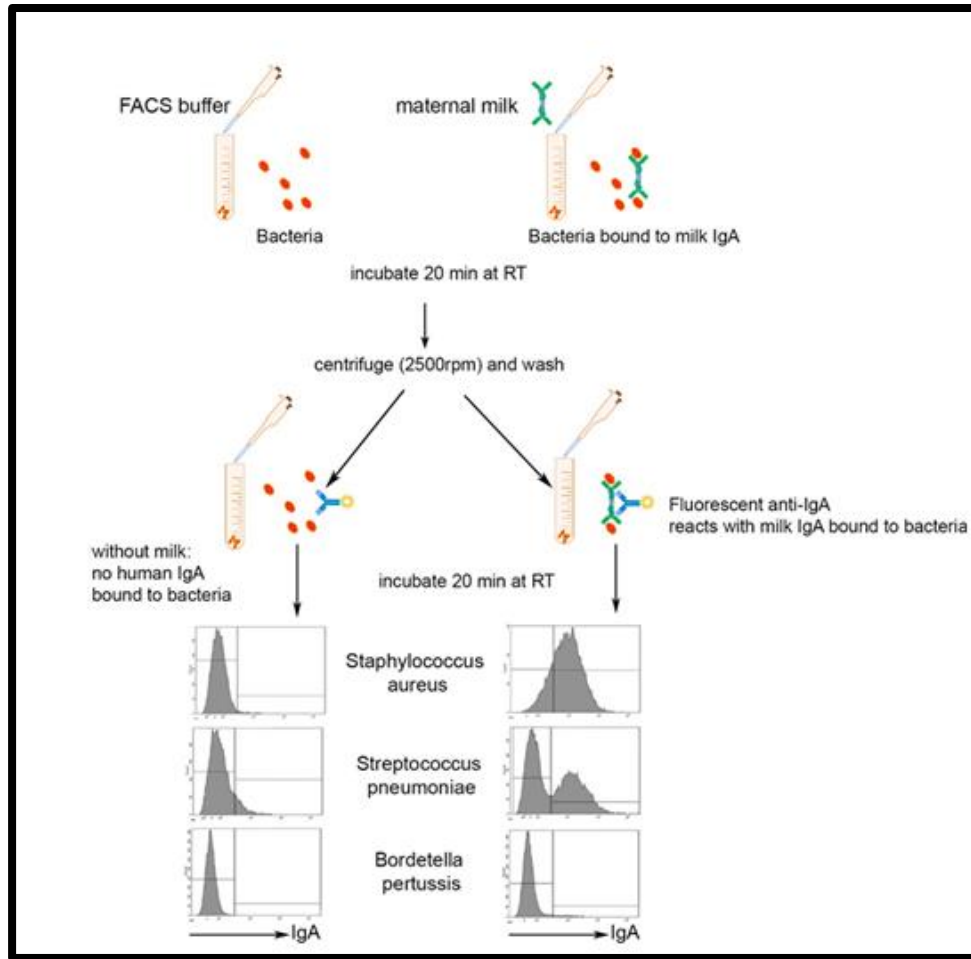 FACS buffer
maternal milk
Bacteria
Bacteria bound to milk IgA
incubate 20 min at RT
centrifuge (2500rpm) and wash
Fluorescent anti-IgA
reacts with milk IgA bound to bacteria
without milk:
no human IgA
bound to bacteria
incubate 20 min at RT
Staphylococcus
aureus
Streptococcus
pneumoniae
Bordetella
pertussis
IgA
IgA